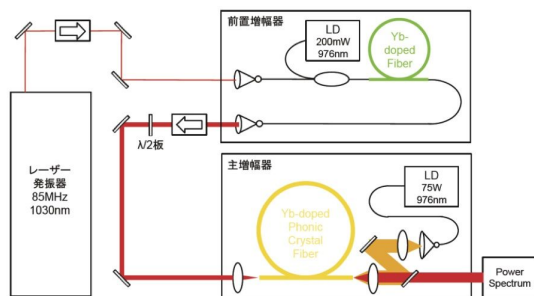 前置増幅器
LD
200mW
976nm
Yb-
doped
Fiber
λ/2板
レーザー
発振器
85MHz
1030nm
主増幅器
Yb-doped
Phonic
Crystal
Fiber
LD
75W
976nm
Power
Spectrum